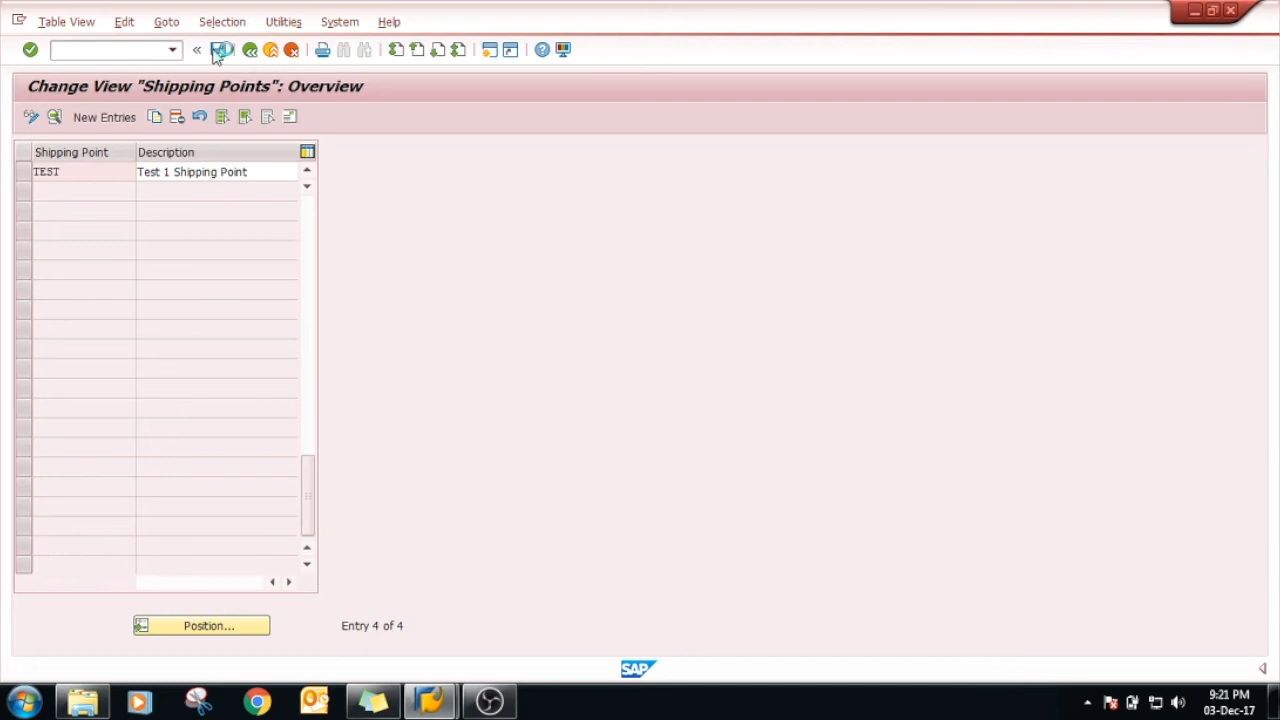 Table View Edit Goto Selection Utilities System Help
Change View "Shipping Points": Overview
New Entries
Shipping Point Description
TEST Test 1 Shipping Point
Position... Entry 4 of 4
SAP
9:21 PM
03-Dec-17